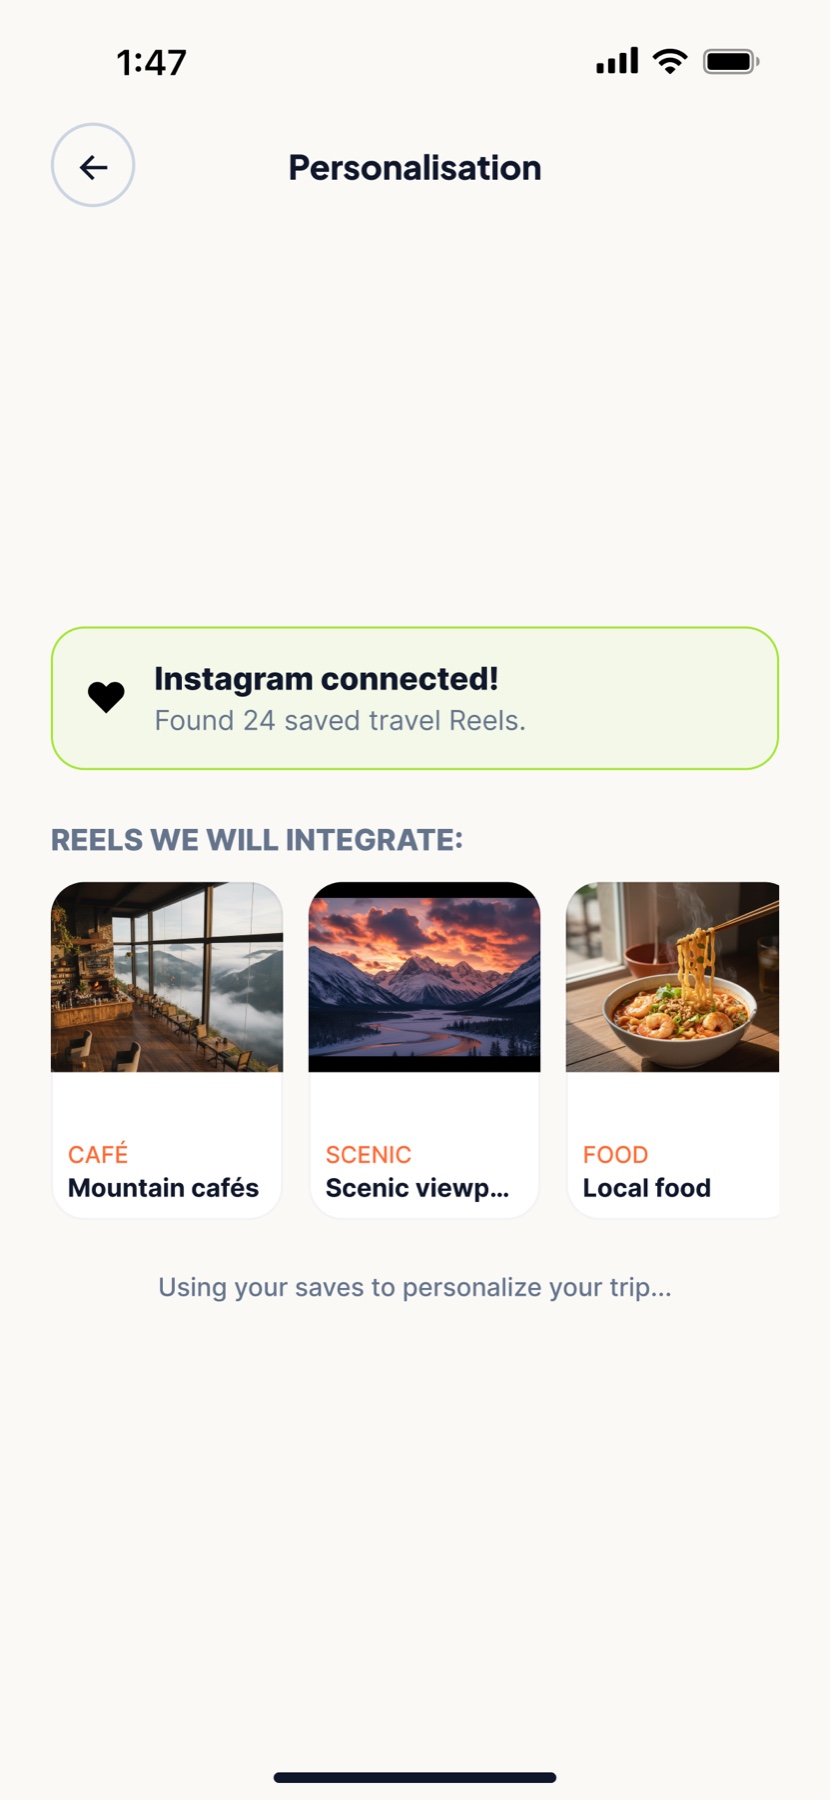 1:47
Personalisation
Instagram connected!
Found 24 saved travel Reels.
REELS WE WILL INTEGRATE:
CAFÉ
Mountain cafés
SCENIC
Scenic viewp...
FOOD
Local food
Using your saves to personalize your trip...